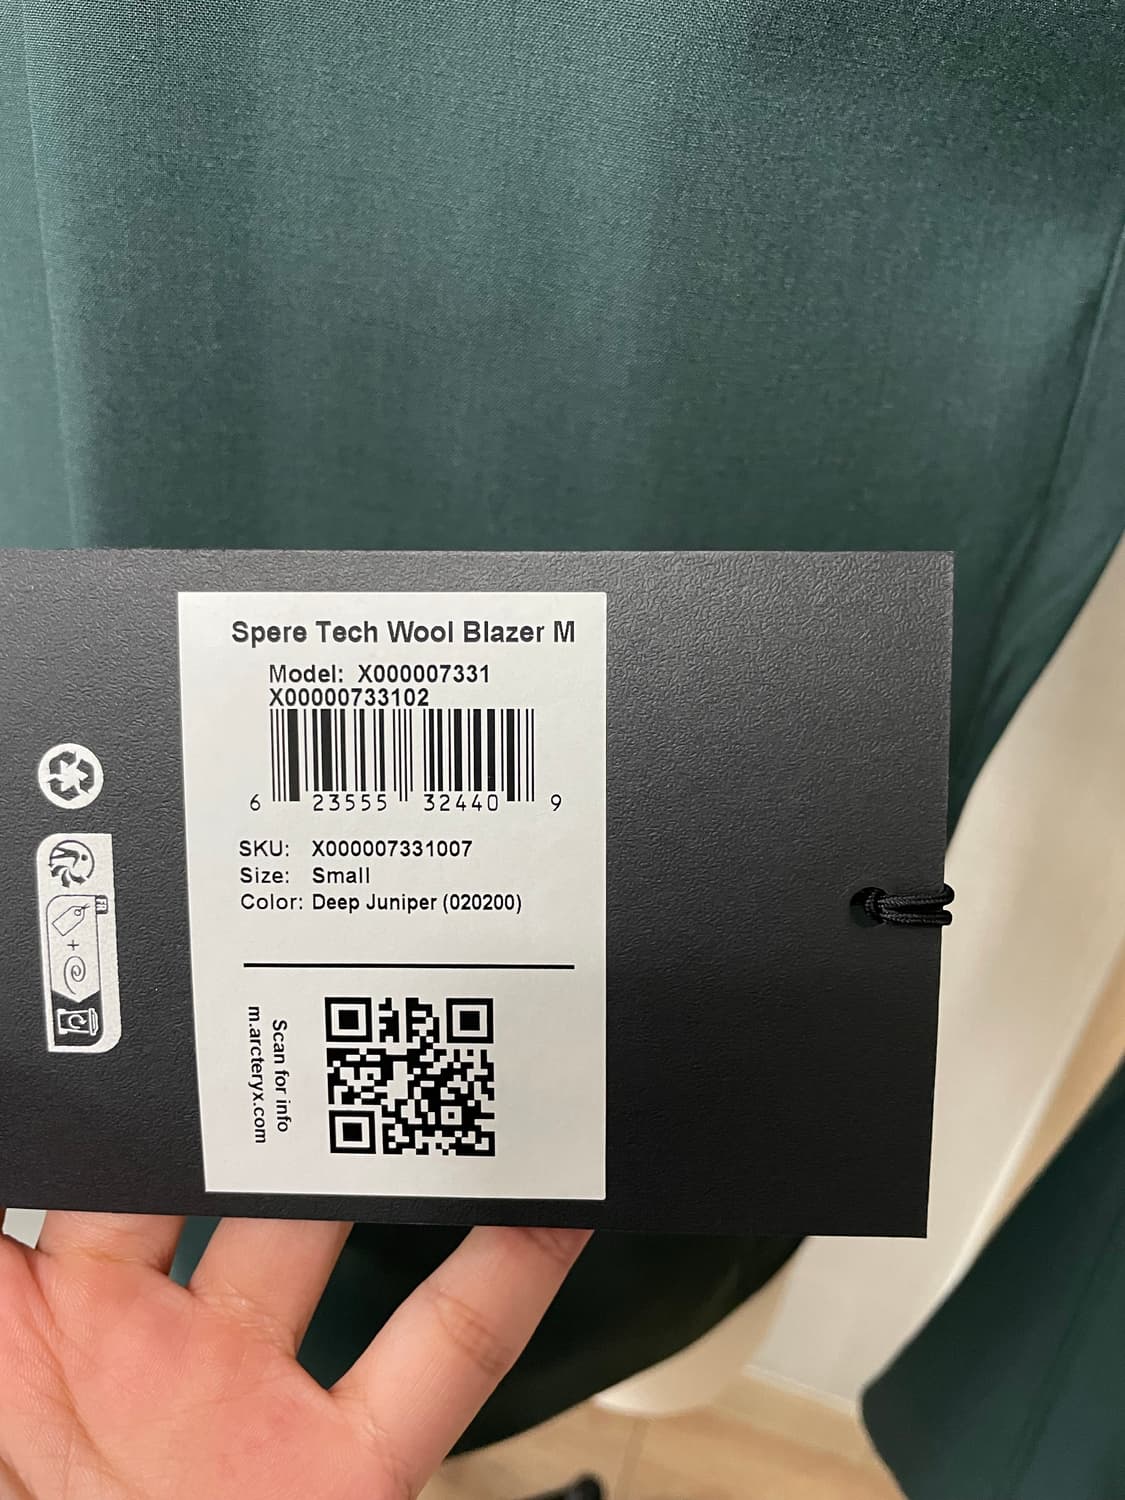 Spere Tech Wool Blazer M
Model: X000007331
X00000733102
6 23555 32440 9
SKU: X000007331007
Size: Small
Color: Deep Juniper (020200)
Scan for info
m.arcteryx.com
FR
+